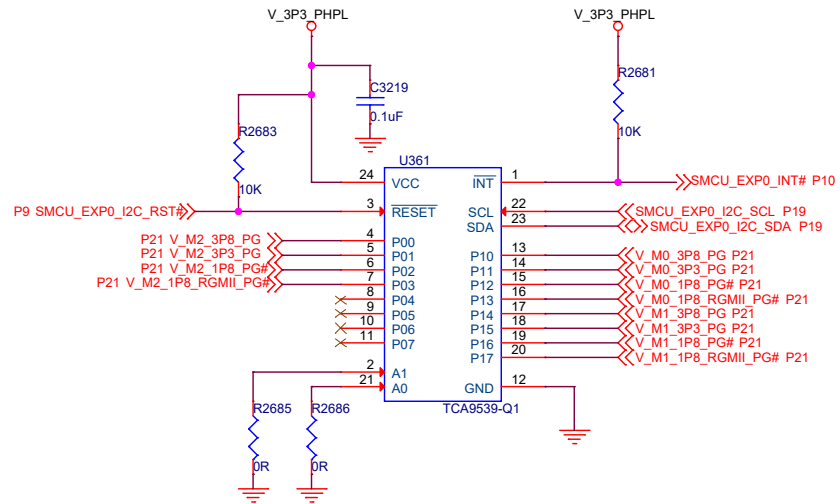 V_3P3_PHPL V_3P3_PHPL
C3219
0.1uF
R2681
10K
R2683
10K
U361
24 VCC INT 1 SMCU_EXP0_INT# P10
P9 SMCU_EXP0_I2C_RST# 3 RESET SCL 22 SMCU_EXP0_I2C_SCL P19
SDA 23 SMCU_EXP0_I2C_SDA P19
P21 V_M2_3P8_PG 4 P00 P10 13 V_M0_3P8_PG P21
P21 V_M2_3P3_PG 5 P01 P11 14 V_M0_3P3_PG P21
P21 V_M2_1P8_PG# 6 P02 P12 15 V_M0_1P8_PG# P21
P21 V_M2_1P8_RGMII_PG# 7 P03 P13 16 V_M0_1P8_RGMII_PG# P21
8 P04 P14 17 V_M1_3P8_PG P21
9 P05 P15 18 V_M1_3P3_PG P21
10 P06 P16 19 V_M1_1P8_PG# P21
11 P07 P17 20 V_M1_1P8_RGMII_PG# P21
2 A1
21 A0 GND 12
TCA9539-Q1
R2685 R2686
0R 0R